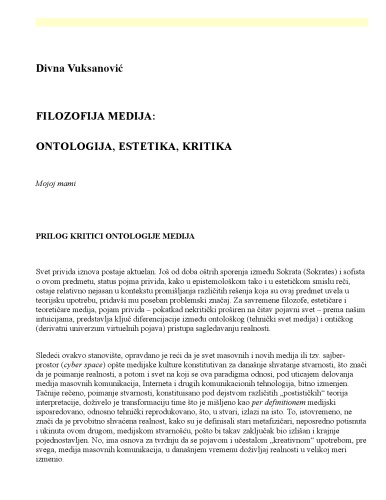 Divna Vuksanović
FILOZOFIJA MEDIJA:
ONTOLOGIJA, ESTETIKA, KRITIKA
Mojoj mami
PRILOG KRITICI ONTOLOGIJE MEDIJA
Svet privida iznova postaje aktuelan. Još od doba oštrih sporenja između Sokrata (Sokrates) i sofista
o ovom predmetu, status pojma privida, kako u epistemološkom tako i u estetičkom smislu reči,
ostaje relativno nejasan u kontekstu promišljanja različitih rešenja koja su ovaj predmet uvela u
teorijsku upotrebu, pridavši mu poseban problemski značaj. Za savremene filozofe, estetičare i
teoretičare medija, pojam privida – pokatkad nekritički proširen na čitav pojavni svet – prema našim
intuicijama, predstavlja ključ diferencijacije između ontološkog (tehnički svet medija) i ontičkog
(derivatni univerzum virtuelnih pojava) pristupa sagledavanju realnosti.
Sledeći ovakvo stanovište, opravdano je reći da je svet masovnih i novih medija ili tzv. sajber-
prostor (cyber space) opšte medijske kulture konstitutivan za današnje shvatanje stvarnosti, što znači
da je poimanje realnosti, a potom i svet na koji se ova paradigma odnosi, pod uticajem delovanja
medija masovnih komunikacija, Interneta i drugih komunikacionih tehnologija, bitno izmenjen.
Tačnije rečeno, poimanje stvarnosti, konstituisano pod dejstvom različitih „postističkih“ teorija
interpretacije, doživelo je transformaciju time što je mišljeno kao per definitionem medijski
isposredovano, odnosno tehnički reprodukovano, što, u stvari, izlazi na isto. To, istovremeno, ne
znači da je prvobitno shvaćena realnost, kako su je definisali stari metafizičari, neposredno potisnuta
i ukinuta ovom drugom, medijskom stvarnošću, pošto bi takav zaključak bio izlišan i krajnje
pojednostavljen. No, ima osnova za tvrdnju da se pojavom i učestalom „kreativnom“ upotrebom, pre
svega, medija masovnih komunikacija, u današnjem vremenu doživljaj realnosti u velikoj meri
izmenio.